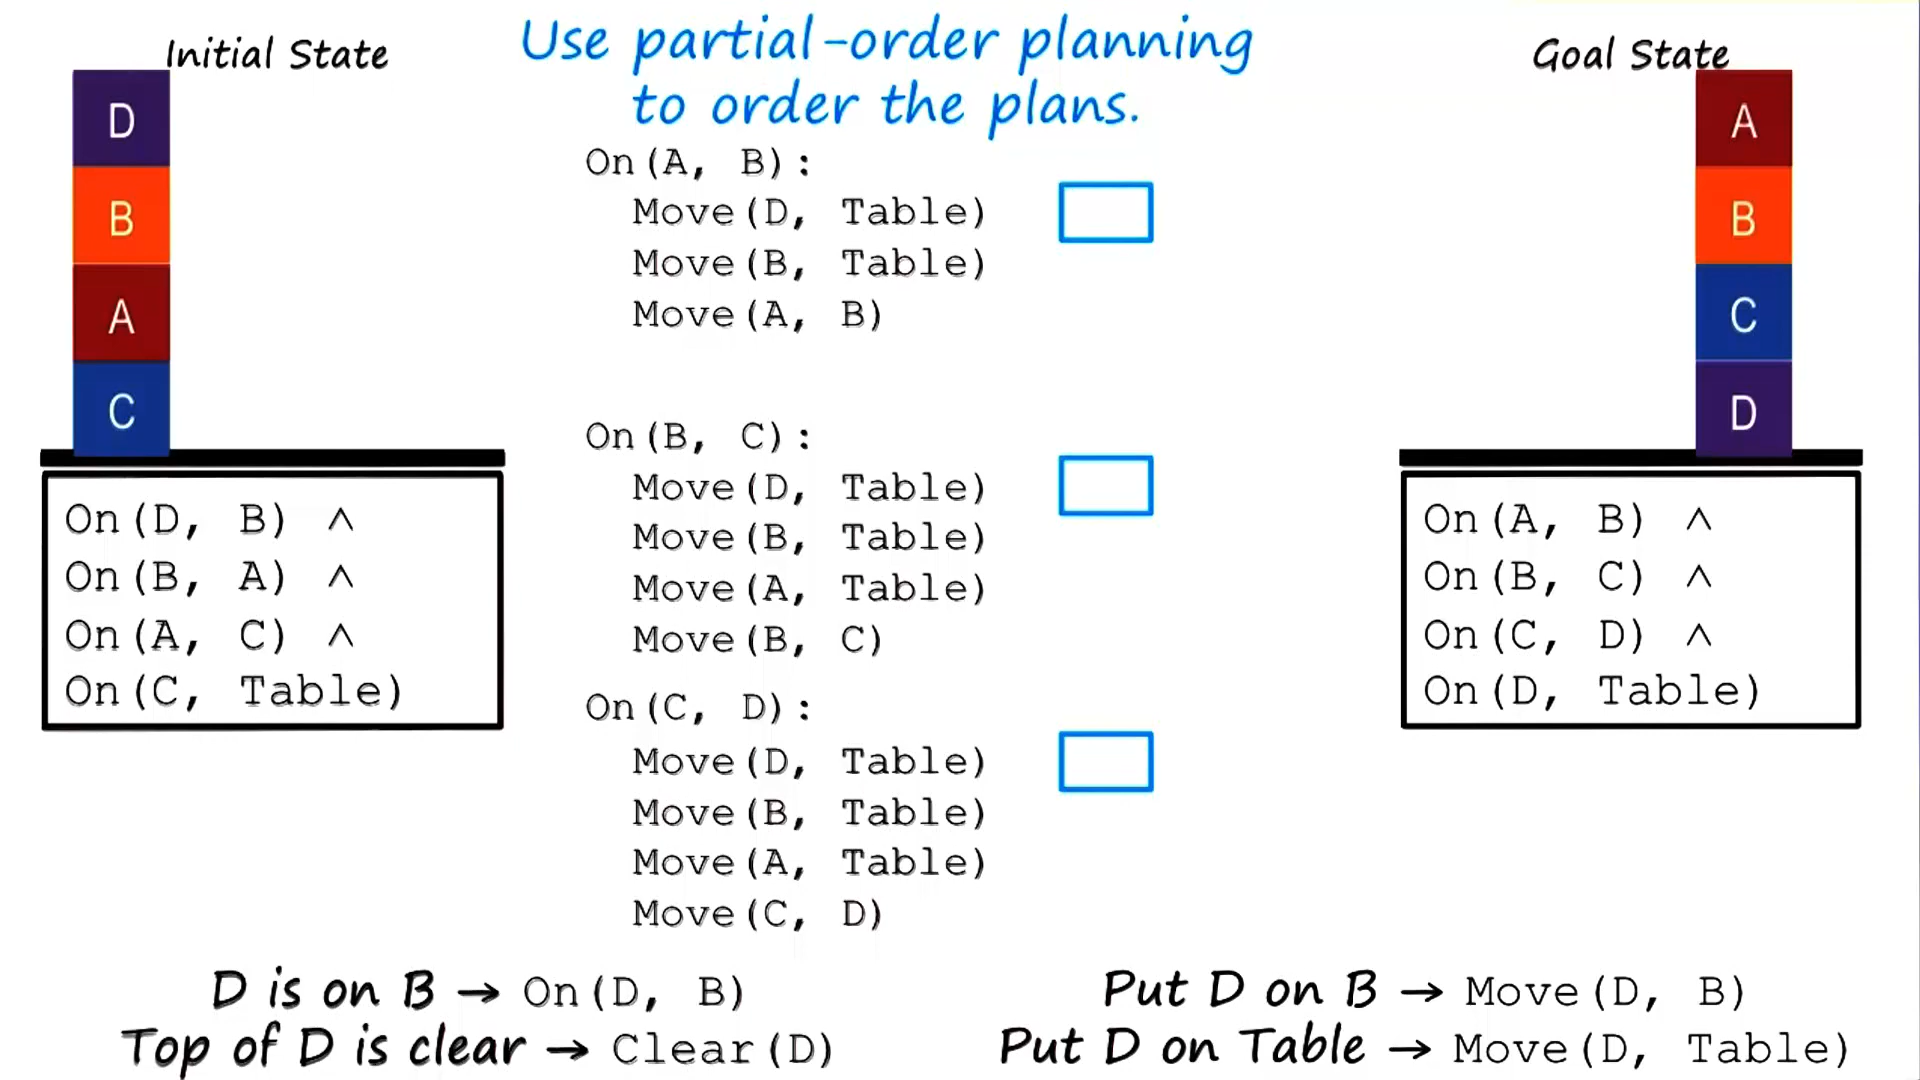 Initial State
Use partial-order planning
to order the plans.
Goal State
D
B
A
C
A
B
C
D
On(A, B):
Move(D, Table)
Move(B, Table)
Move(A, B)
On(B, C):
Move(D, Table)
Move(B, Table)
Move(A, Table)
Move(B, C)
On(C, D):
Move(D, Table)
Move(B, Table)
Move(A, Table)
Move(C, D)
On(D, B) ∧
On(B, A) ∧
On(A, C) ∧
On(C, Table)
On(A, B) ∧
On(B, C) ∧
On(C, D) ∧
On(D, Table)
D is on B → On(D, B)
Top of D is clear → Clear(D)
Put D on B → Move(D, B)
Put D on Table → Move(D, Table)